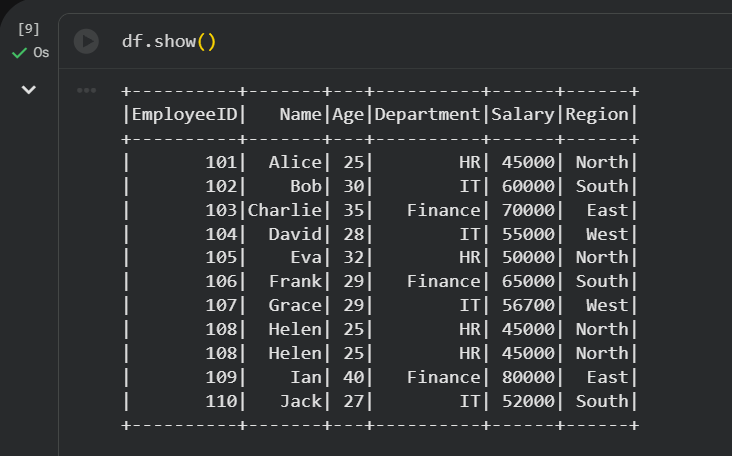 [9]
0s
df.show()
+----------+-------+---+----------+------+------+
|EmployeeID|   Name|Age|Department|Salary|Region|
+----------+-------+---+----------+------+------+
|       101|  Alice| 25|        HR| 45000| North|
|       102|    Bob| 30|        IT| 60000| South|
|       103|Charlie| 35|   Finance| 70000|  East|
|       104|  David| 28|        IT| 55000|  West|
|       105|    Eva| 32|        HR| 50000| North|
|       106|  Frank| 29|   Finance| 65000| South|
|       107|  Grace| 29|        IT| 56700|  West|
|       108|  Helen| 25|        HR| 45000| North|
|       108|  Helen| 25|        HR| 45000| North|
|       109|    Ian| 40|   Finance| 80000|  East|
|       110|   Jack| 27|        IT| 52000| South|
+----------+-------+---+----------+------+------+